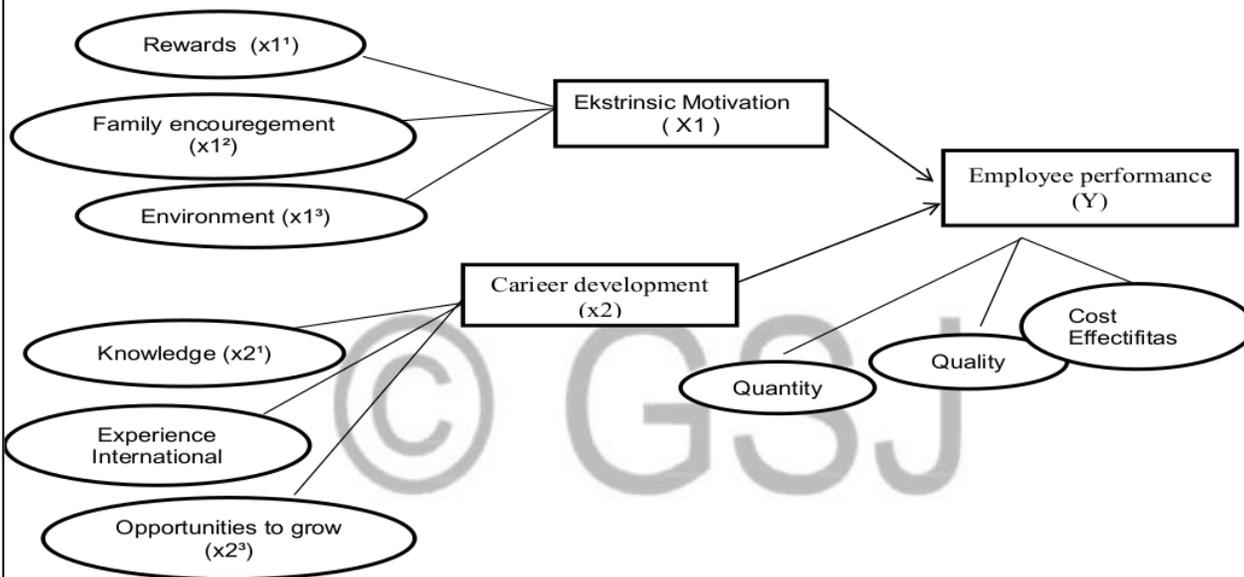 Rewards (x1¹)
Family encouregement
(x1²)
Environment (x1³)
Ekstrinsic Motivation
( X1 )
Employee performance
(Y)
Carieer development
(x2)
Knowledge (x2¹)
Experience
International
Opportunities to grow
(x2³)
Quantity
Quality
Cost
Effectifitas
© GSJ